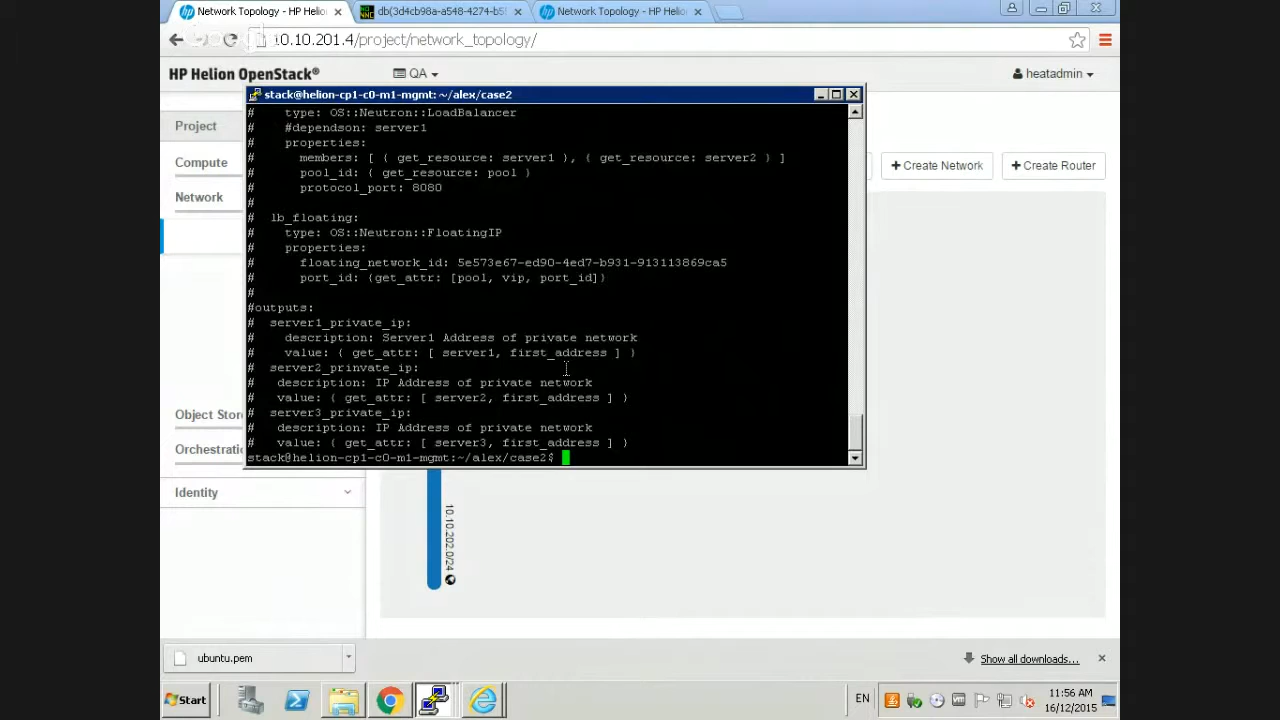 Network Topology - HP Helion
db(3d4cb98a-a548-4274-b5
Network Topology - HP Helion
10.10.201.4/project/network_topology/
HP Helion OpenStack®
QA
heatadmin
stack@helion-cp1-c0-m1-mgmt: ~/alex/case2
Project
Compute
Network
Object Stor
Orchestratio
Identity
+ Create Network
+ Create Router
#    type: OS::Neutron::LoadBalancer
#    #dependson: server1
#    properties:
#      members: [ { get_resource: server1 }, { get_resource: server2 } ]
#      pool_id: { get_resource: pool }
#      protocol_port: 8080
#
#  lb_floating:
#    type: OS::Neutron::FloatingIP
#    properties:
#      floating_network_id: 5e573e67-ed90-4ed7-b931-913113869ca5
#      port_id: {get_attr: [pool, vip, port_id]}
#
#outputs:
#  server1_private_ip:
#    description: Server1 Address of private network
#    value: { get_attr: [ server1, first_address ] }
#  server2_prinvate_ip:
#   description: IP Address of private network
#   value: { get_attr: [ server2, first_address ] }
#  server3_private_ip:
#   description: IP Address of private network
#   value: { get_attr: [ server3, first_address ] }
stack@helion-cp1-c0-m1-mgmt:~/alex/case2$
10.10.202.0/24
ubuntu.pem
Show all downloads...
Start
EN
11:56 AM
16/12/2015